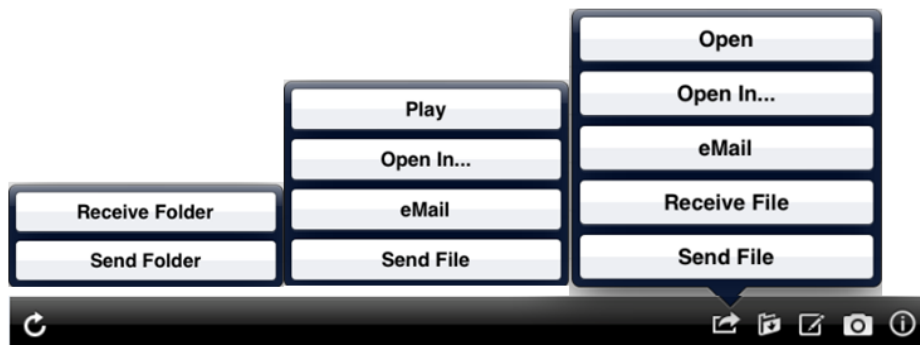 Receive Folder
Send Folder
Play
Open In...
eMail
Send File
Open
Open In...
eMail
Receive File
Send File